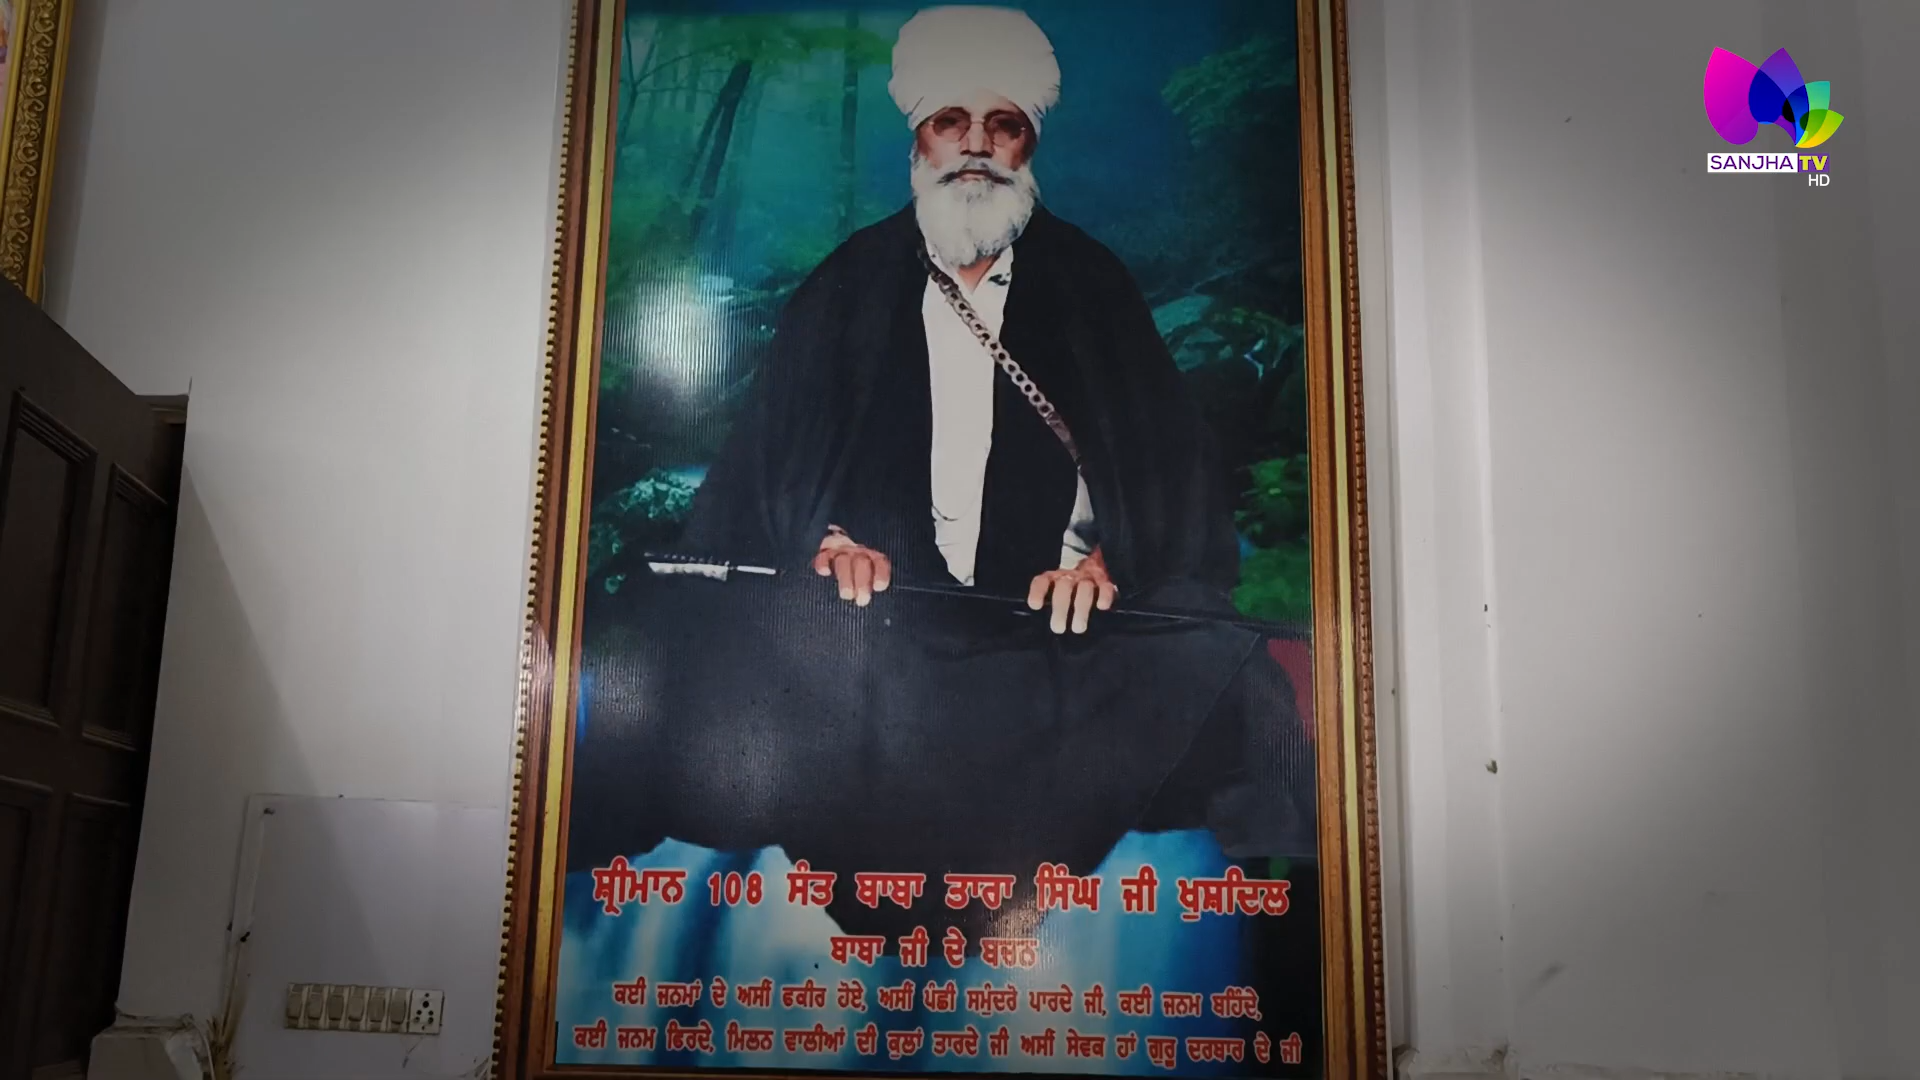 SANJHA TV
HD
ਸ਼੍ਰੀਮਾਨ 108 ਸੰਤ ਬਾਬਾ ਤਾਰਾ ਸਿੰਘ ਜੀ ਖੁਸ਼ਦਿਲ
ਬਾਬਾ ਜੀ ਦੇ ਬਚਨ
ਕਈ ਜਨਮਾਂ ਦੇ ਅਸੀਂ ਫਕੀਰ ਹੋਏ, ਅਸੀਂ ਪੰਛੀ ਸਮੁੰਦਰੋ ਪਾਰਦੇ ਜੀ, ਕਈ ਜਨਮ ਬਹਿੰਦੇ,
ਕਈ ਜਨਮ ਫਿਰਦੇ, ਮਿਲਨ ਵਾਲੀਆਂ ਦੀ ਕੁਲਾਂ ਤਾਰਦੇ ਜੀ ਅਸੀਂ ਸੇਵਕ ਹਾਂ ਗੁਰੂ ਦਰਬਾਰ ਦੇ ਜੀ